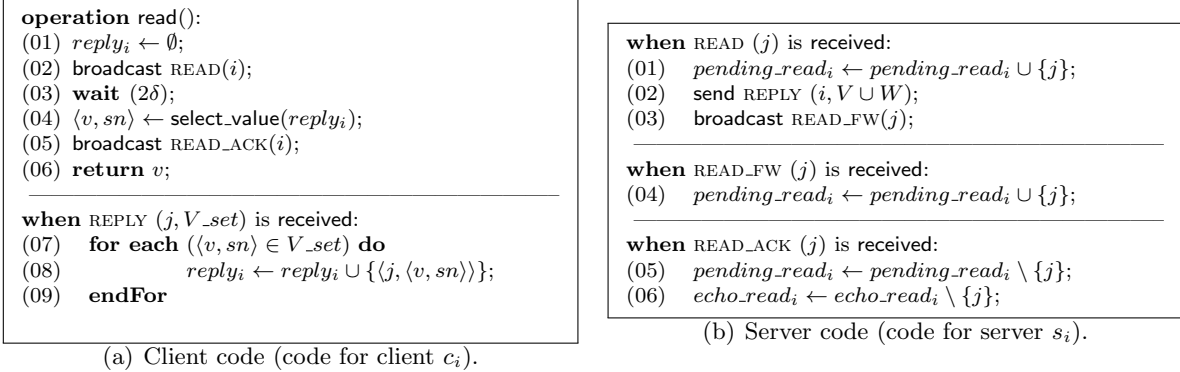 operation read():
(01) reply_i ← ∅;
(02) broadcast READ(i);
(03) wait (2δ);
(04) ⟨v, sn⟩ ← select_value(reply_i);
(05) broadcast READ_ACK(i);
(06) return v;
when REPLY (j, V_set) is received:
(07) for each (⟨v, sn⟩ ∈ V_set) do
(08) reply_i ← reply_i ∪ {⟨j, ⟨v, sn⟩⟩};
(09) endFor
(a) Client code (code for client c_i).
when READ (j) is received:
(01) pending_read_i ← pending_read_i ∪ {j};
(02) send REPLY (i, V ∪ W);
(03) broadcast READ_FW(j);
when READ_FW (j) is received:
(04) pending_read_i ← pending_read_i ∪ {j};
when READ_ACK (j) is received:
(05) pending_read_i ← pending_read_i \ {j};
(06) echo_read_i ← echo_read_i \ {j};
(b) Server code (code for server s_i).